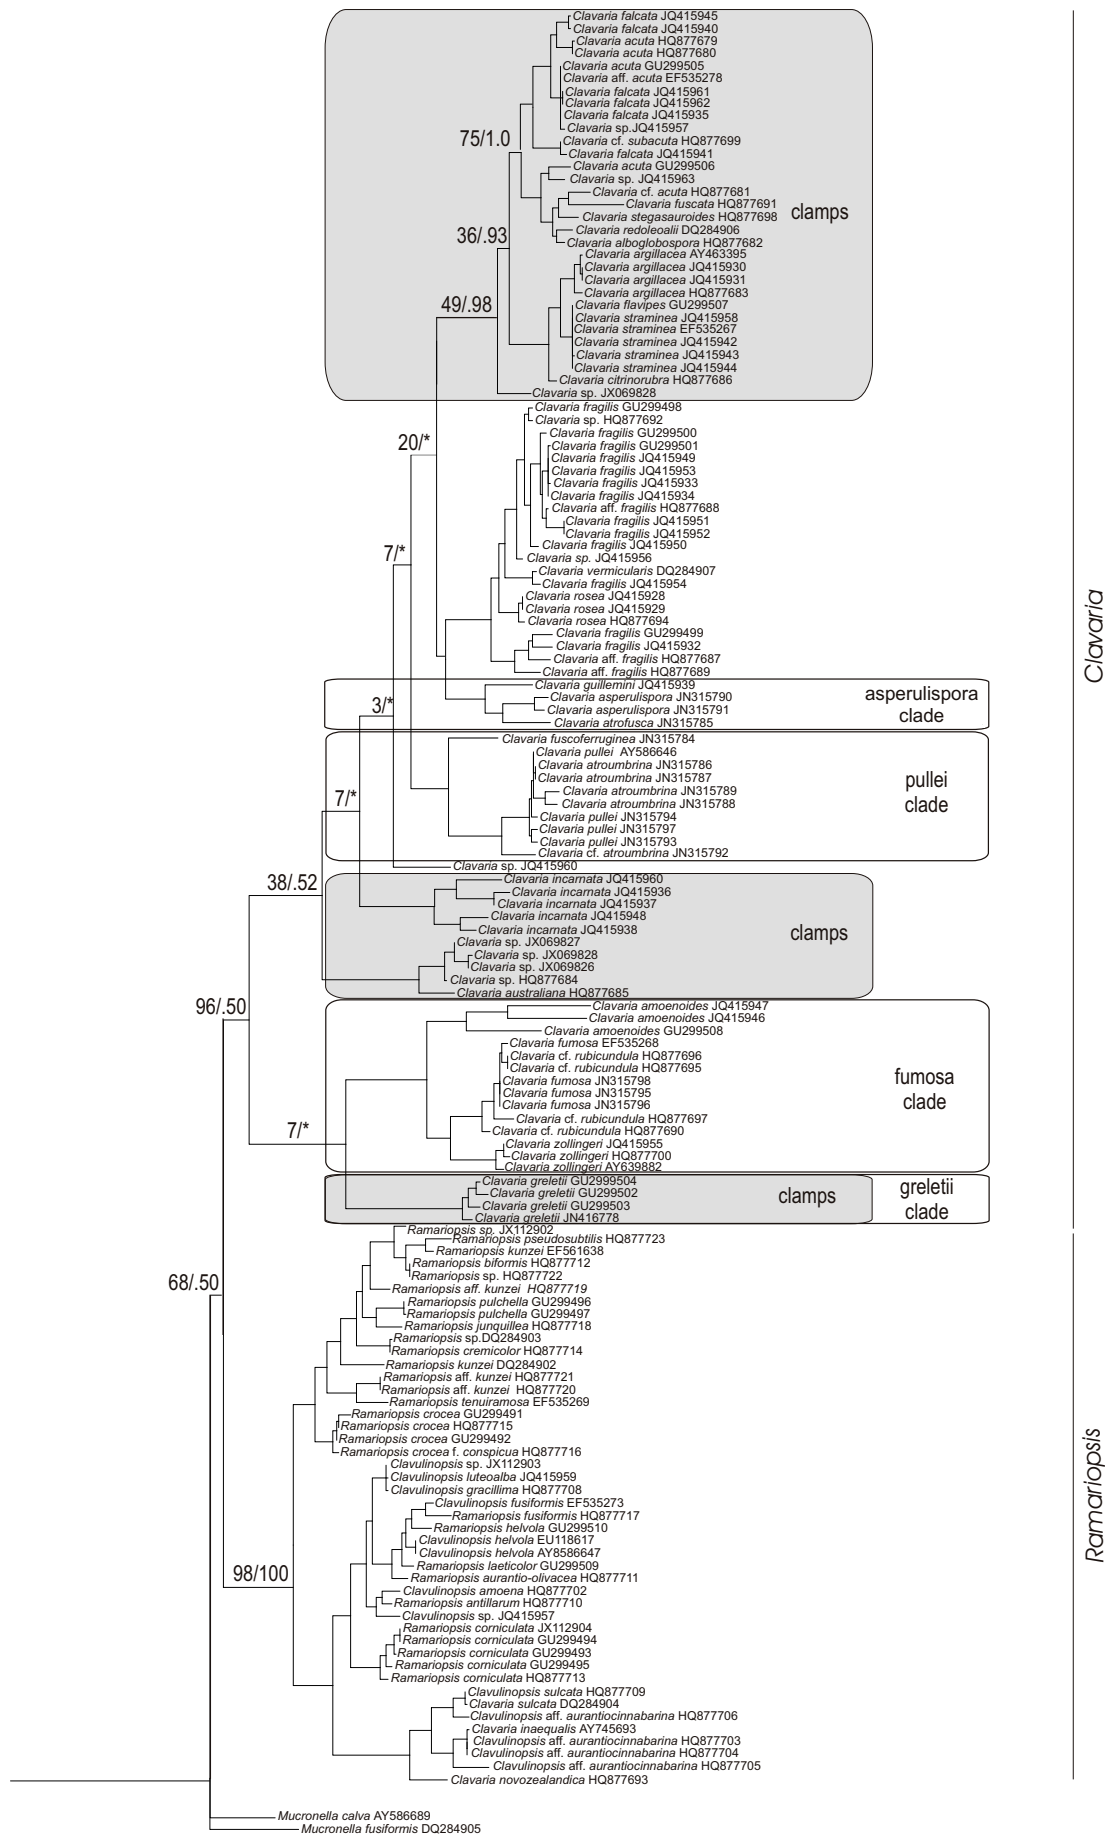 Clavaria falcata JQ415945
Clavaria falcata JQ415940
Clavaria acuta HQ877679
Clavaria acuta HQ877680
Clavaria acuta GU299505
Clavaria aff. acuta EF535278
Clavaria falcata JQ415961
Clavaria falcata JQ415962
Clavaria falcata JQ415935
Clavaria sp.JQ415957
75/1.0
Clavaria cf. subacuta HQ877699
Clavaria falcata JQ415941
Clavaria acuta GU299506
Clavaria sp. JQ415963
Clavaria cf. acuta HQ877681
Clavaria fuscata HQ877691
clamps
Clavaria stegasauroides HQ877698
Clavaria redoleoalii DQ284906
36/.93
Clavaria alboglobospora HQ877682
Clavaria argillacea AY463395
Clavaria argillacea JQ415930
Clavaria argillacea JQ415931
Clavaria argillacea HQ877683
49/.98
Clavaria flavipes GU299507
Clavaria straminea JQ415958
Clavaria straminea EF535267
Clavaria straminea JQ415942
Clavaria straminea JQ415943
Clavaria straminea JQ415944
Clavaria citrinorubra HQ877686
Clavaria sp. JX069828
Clavaria fragilis GU299498
Clavaria sp. HQ877692
20/*
Clavaria fragilis GU299500
Clavaria fragilis GU299501
Clavaria fragilis JQ415949
Clavaria fragilis JQ415953
Clavaria fragilis JQ415933
Clavaria fragilis JQ415934
Clavaria aff. fragilis HQ877688
Clavaria fragilis JQ415951
Clavaria fragilis JQ415952
Clavaria fragilis JQ415950
7/*
Clavaria sp. JQ415956
Clavaria vermicularis DQ284907
Clavaria fragilis JQ415954
Clavaria rosea JQ415928
Clavaria rosea JQ415929
Clavaria rosea HQ877694
Clavaria fragilis GU299499
Clavaria fragilis JQ415932
Clavaria aff. fragilis HQ877687
Clavaria aff. fragilis HQ877689
Clavaria
Clavaria guillemini JQ415939
Clavaria asperulispora JN315790
Clavaria asperulispora JN315791
Clavaria atrofusca JN315785
asperulispora
clade
3/*
Clavaria fuscoferruginea JN315784
Clavaria pullei AY586646
Clavaria atroumbrina JN315786
Clavaria atroumbrina JN315787
Clavaria atroumbrina JN315789
Clavaria atroumbrina JN315788
Clavaria pullei JN315794
Clavaria pullei JN315797
Clavaria pullei JN315793
Clavaria cf. atroumbrina JN315792
pullei
clade
7/*
Clavaria sp. JQ415960
38/.52
Clavaria incarnata JQ415960
Clavaria incarnata JQ415936
Clavaria incarnata JQ415937
Clavaria incarnata JQ415948
Clavaria incarnata JQ415938
clamps
Clavaria sp. JX069827
Clavaria sp. JX069828
Clavaria sp. JX069826
Clavaria sp. HQ877684
Clavaria australiana HQ877685
96/.50
Clavaria amoenoides JQ415947
Clavaria amoenoides JQ415946
Clavaria amoenoides GU299508
Clavaria fumosa EF535268
Clavaria cf. rubicundula HQ877696
Clavaria cf. rubicundula HQ877695
Clavaria fumosa JN315798
Clavaria fumosa JN315795
Clavaria fumosa JN315796
Clavaria cf. rubicundula HQ877697
Clavaria cf. rubicundula HQ877690
fumosa
clade
7/*
Clavaria zollingeri JQ415955
Clavaria zollingeri HQ877700
Clavaria zollingeri AY639882
Clavaria greletii GU2999504
Clavaria greletii GU299502
Clavaria greletii GU299503
Clavaria greletii JN416778
clamps
greletii
clade
Ramariopsis sp. JX112902
Ramariopsis pseudosubtilis HQ877723
Ramariopsis kunzei EF561638
Ramariopsis biformis HQ877712
Ramariopsis sp. HQ877722
68/.50
Ramariopsis aff. kunzei HQ877719
Ramariopsis pulchella GU299496
Ramariopsis pulchella GU299497
Ramariopsis junquillea HQ877718
Ramariopsis sp.DQ284903
Ramariopsis cremicolor HQ877714
Ramariopsis kunzei DQ284902
Ramariopsis aff. kunzei HQ877721
Ramariopsis aff. kunzei HQ877720
Ramariopsis tenuiramosa EF535269
Ramariopsis crocea GU299491
Ramariopsis crocea HQ877715
Ramariopsis crocea GU299492
Ramariopsis crocea f. conspicua HQ877716
Clavulinopsis sp. JX112903
Clavulinopsis luteoalba JQ415959
Clavulinopsis gracillima HQ877708
Ramariopsis
Clavulinopsis fusiformis EF535273
Ramariopsis fusiformis HQ877717
Ramariopsis helvola GU299510
Clavulinopsis helvola EU118617
Clavulinopsis helvola AY8586647
Ramariopsis laeticolor GU299509
98/100
Ramariopsis aurantio-olivacea HQ877711
Clavulinopsis amoena HQ877702
Ramariopsis antillarum HQ877710
Clavulinopsis sp. JQ415957
Ramariopsis corniculata JX112904
Ramariopsis corniculata GU299494
Ramariopsis corniculata GU299493
Ramariopsis corniculata GU299495
Ramariopsis corniculata HQ877713
Clavulinopsis sulcata HQ877709
Clavaria sulcata DQ284904
Clavulinopsis aff. aurantiocinnabarina HQ877706
Clavaria inaequalis AY745693
Clavulinopsis aff. aurantiocinnabarina HQ877703
Clavulinopsis aff. aurantiocinnabarina HQ877704
Clavulinopsis aff. aurantiocinnabarina HQ877705
Clavaria novozealandica HQ877693
Mucronella calva AY586689
Mucronella fusiformis DQ284905